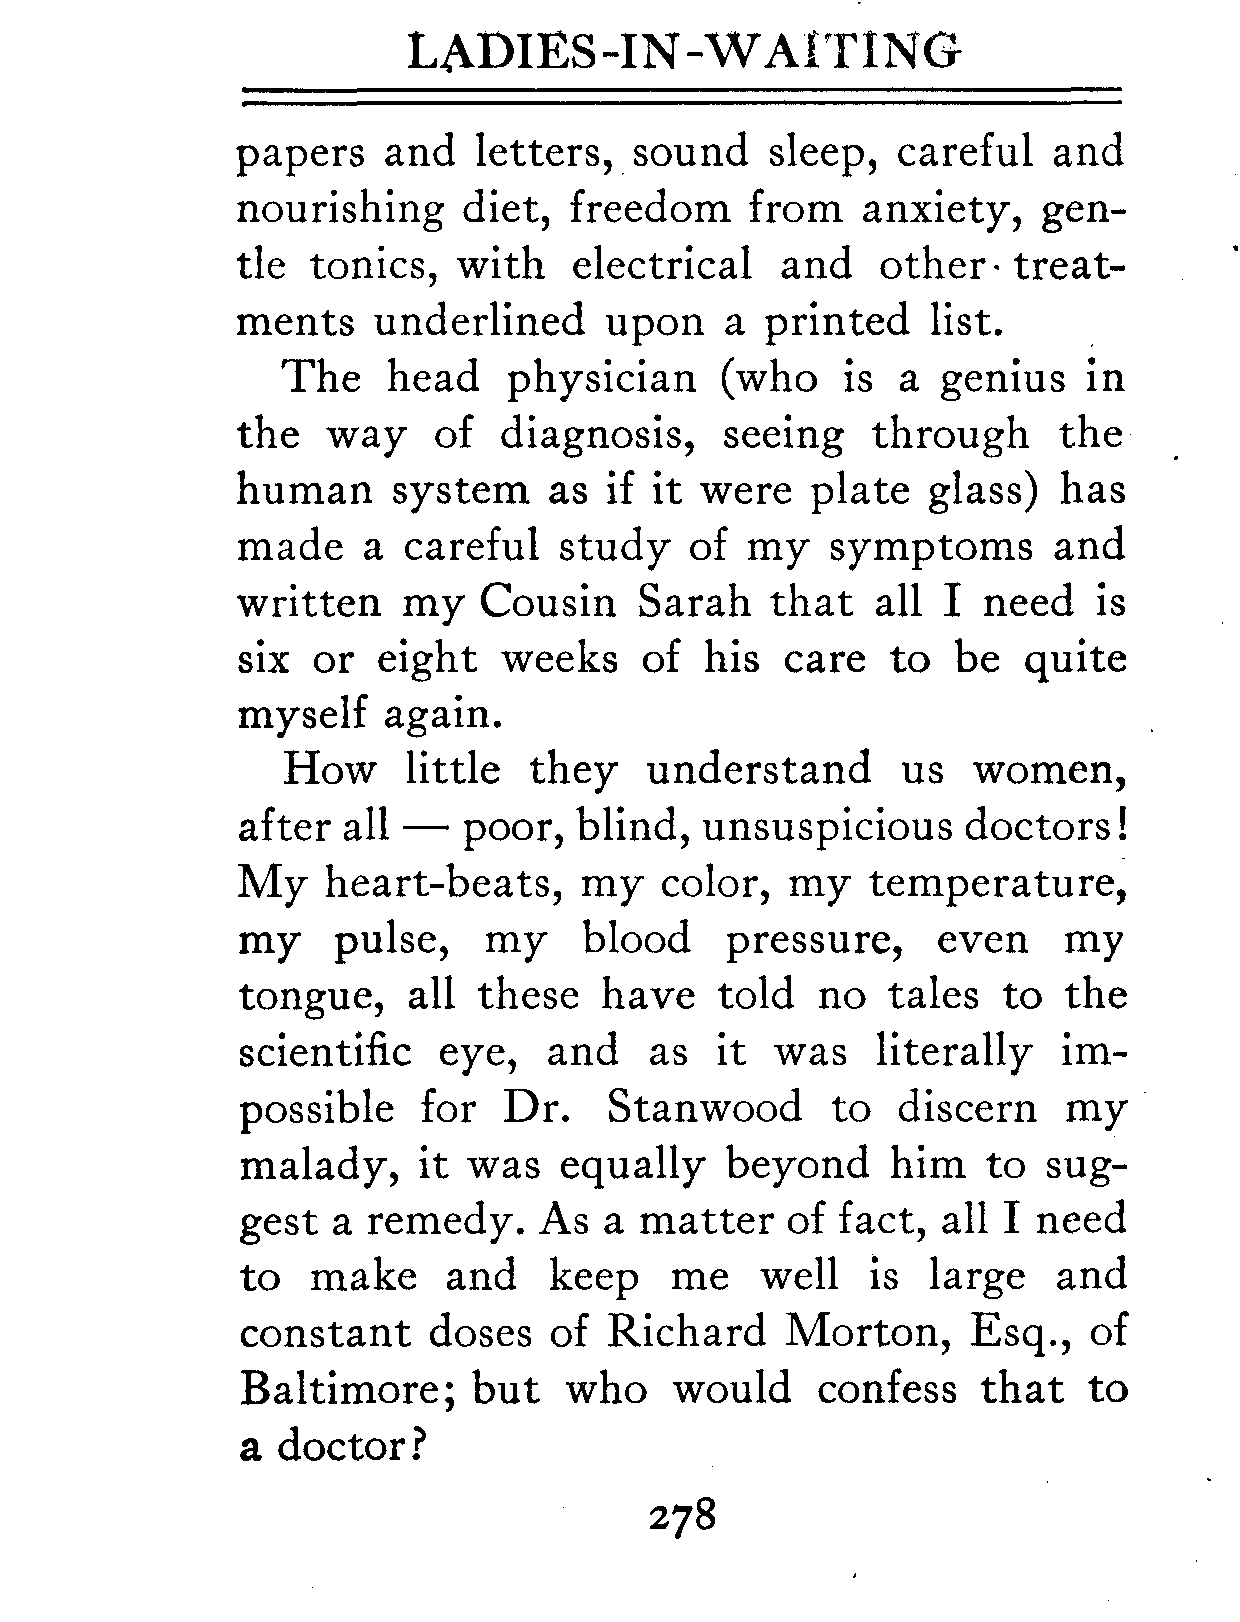 LADIES-IN-WAITING
papers and letters, sound sleep, careful and
nourishing diet, freedom from anxiety, gen-
tle tonics, with electrical and other treat-
ments underlined upon a printed list.
The head physician (who is a genius in
the way of diagnosis, seeing through the
human system as if it were plate glass) has
made a careful study of my symptoms and
written my Cousin Sarah that all I need is
six or eight weeks of his care to be quite
myself again.
How little they understand us women,
after all — poor, blind, unsuspicious doctors!
My heart-beats, my color, my temperature,
my pulse, my blood pressure, even my
tongue, all these have told no tales to the
scientific eye, and as it was literally im-
possible for Dr. Stanwood to discern my
malady, it was equally beyond him to sug-
gest a remedy. As a matter of fact, all I need
to make and keep me well is large and
constant doses of Richard Morton, Esq., of
Baltimore; but who would confess that to
a doctor?
278